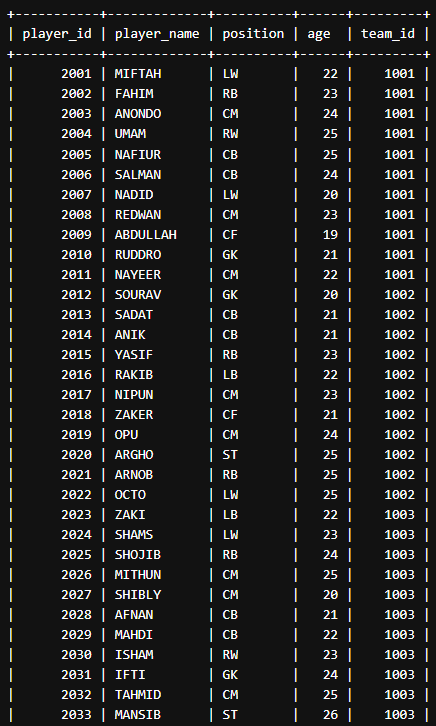 +-----------+-------------+----------+------+---------+
| player_id | player_name | position | age  | team_id |
+-----------+-------------+----------+------+---------+
|      2001 | MIFTAH      | LW       |   22 |    1001 |
|      2002 | FAHIM       | RB       |   23 |    1001 |
|      2003 | ANONDO      | CM       |   24 |    1001 |
|      2004 | UMAM        | RW       |   25 |    1001 |
|      2005 | NAFIUR      | CB       |   25 |    1001 |
|      2006 | SALMAN      | CB       |   24 |    1001 |
|      2007 | NADID       | LW       |   20 |    1001 |
|      2008 | REDWAN      | CM       |   23 |    1001 |
|      2009 | ABDULLAH    | CF       |   19 |    1001 |
|      2010 | RUDDRO      | GK       |   21 |    1001 |
|      2011 | NAYEER      | CM       |   22 |    1001 |
|      2012 | SOURAV      | GK       |   20 |    1002 |
|      2013 | SADAT       | CB       |   21 |    1002 |
|      2014 | ANIK        | CB       |   21 |    1002 |
|      2015 | YASIF       | RB       |   23 |    1002 |
|      2016 | RAKIB       | LB       |   22 |    1002 |
|      2017 | NIPUN       | CM       |   23 |    1002 |
|      2018 | ZAKER       | CF       |   21 |    1002 |
|      2019 | OPU         | CM       |   24 |    1002 |
|      2020 | ARGHO       | ST       |   25 |    1002 |
|      2021 | ARNOB       | RB       |   25 |    1002 |
|      2022 | OCTO        | LW       |   25 |    1002 |
|      2023 | ZAKI        | LB       |   22 |    1003 |
|      2024 | SHAMS       | LW       |   23 |    1003 |
|      2025 | SHOJIB      | RB       |   24 |    1003 |
|      2026 | MITHUN      | CM       |   25 |    1003 |
|      2027 | SHIBLY      | CM       |   20 |    1003 |
|      2028 | AFNAN       | CB       |   21 |    1003 |
|      2029 | MAHDI       | CB       |   22 |    1003 |
|      2030 | ISHAM       | RW       |   23 |    1003 |
|      2031 | IFTI        | GK       |   24 |    1003 |
|      2032 | TAHMID      | CM       |   25 |    1003 |
|      2033 | MANSIB      | ST       |   26 |    1003 |